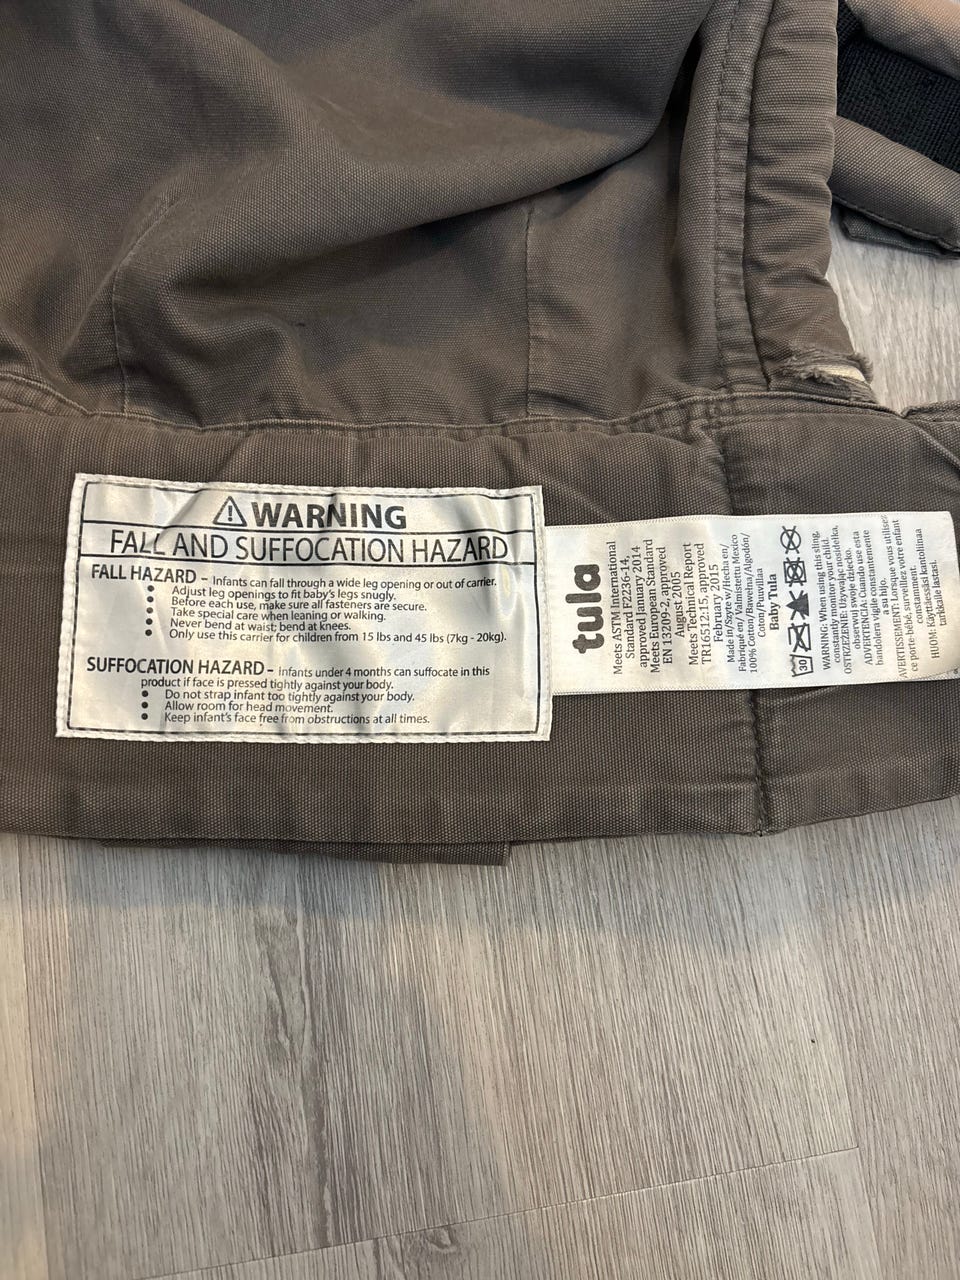 ⚠ WARNING
FALL AND SUFFOCATION HAZARD
FALL HAZARD – Infants can fall through a wide leg opening or out of carrier.
• Adjust leg openings to fit baby's legs snugly.
• Before each use, make sure all fasteners are secure.
• Take special care when leaning or walking.
• Never bend at waist; bend at knees.
• Only use this carrier for children from 15 lbs and 45 lbs (7kg - 20kg).
SUFFOCATION HAZARD – Infants under 4 months can suffocate in this
product if face is pressed tightly against your body.
• Do not strap infant too tightly against your body.
• Allow room for head movement.
• Keep infant's face free from obstructions at all times.
tula
Meets ASTM International
Standard F2236-14,
approved January 2014
Meets European Standard
EN 13209-2, approved
August 2005
Meets Technical Report
TR16512:15, approved
February 2015
Made in/Szyte w/Hecha en/
Fabriqué en/Valmistettu Mexico
100% Cotton/Bawełna/Algodón/
Coton/Puuvillaa
Baby Tula
30
WARNING: When using this sling,
constantly monitor your child.
OSTRZEŻENIE: używając nosidełka,
obserwuj swoje dziecko.
ADVERTENCIA: Cuando use esta
bandolera vigile constantemente
a su hijo.
AVERTISSEMENT: Lorsque vous utilisez
ce porte-bébé, surveillez votre enfant
HUOM: Käyttäessäsi kantoliinaa
tarkkaile lastasi.